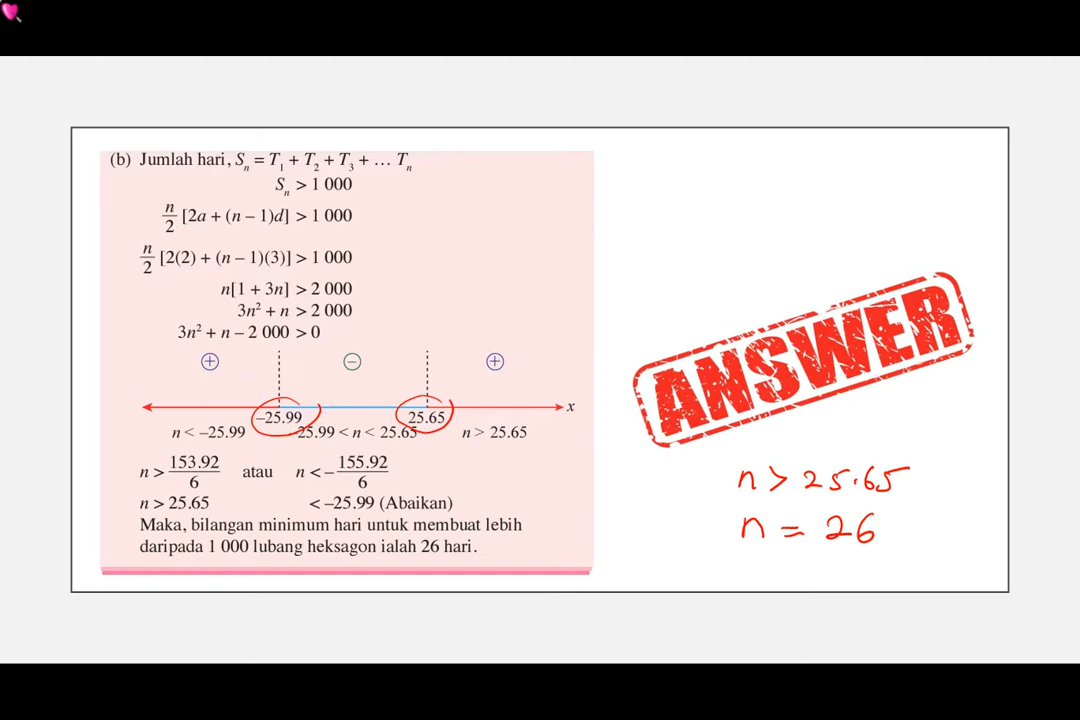 (b) Jumlah hari, Sₙ = T₁ + T₂ + T₃ + … Tₙ
Sₙ > 1 000
n/2 [2a + (n – 1)d] > 1 000
n/2 [2(2) + (n – 1)(3)] > 1 000
n[1 + 3n] > 2 000
3n² + n > 2 000
3n² + n – 2 000 > 0
+ – +
–25.99 25.65 x
n < –25.99 –25.99 < n < 25.65 n > 25.65
n > 153.92/6 atau n < – 155.92/6
n > 25.65 < –25.99 (Abaikan)
Maka, bilangan minimum hari untuk membuat lebih
daripada 1 000 lubang heksagon ialah 26 hari.
ANSWER
n > 25.65
n = 26